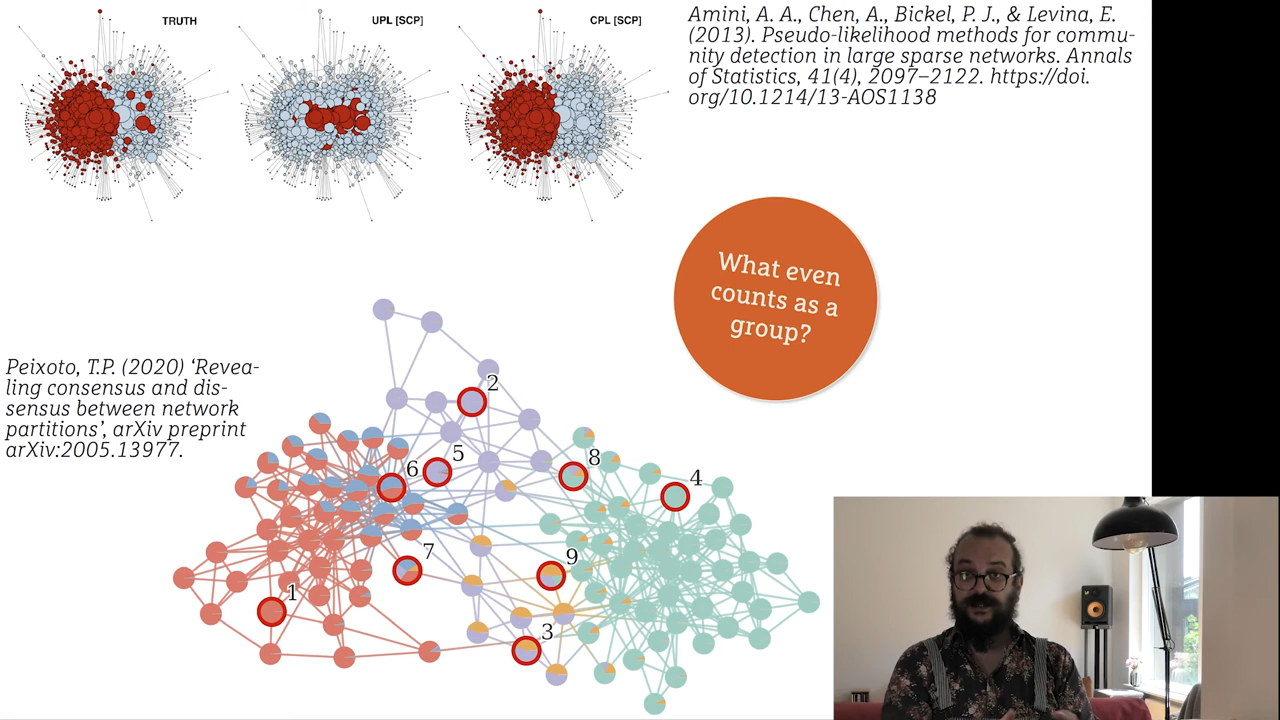 TRUTH
UPL [SCP]
CPL [SCP]
Amini, A. A., Chen, A., Bickel, P. J., & Levina, E.
(2013). Pseudo-likelihood methods for commu-
nity detection in large sparse networks. Annals
of Statistics, 41(4), 2097–2122. https://doi.
org/10.1214/13-AOS1138
What even
counts as a
group?
Peixoto, T.P. (2020) ‘Revea-
ling consensus and dis-
sensus between network
partitions’, arXiv preprint
arXiv:2005.13977.
2
5
6
8
4
7
9
1
3